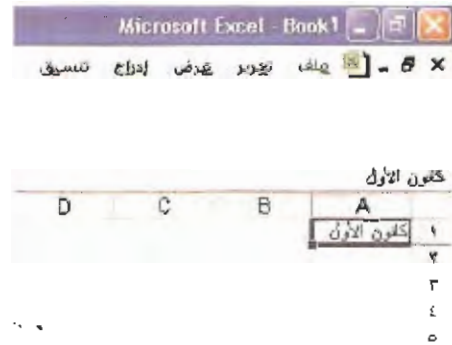 Microsoft Excel - Book1
ملف تحرير عرض إدراج تنسيق
كانون الأول
A B C D
١ كانون الأول
٢
٣
٤
٥